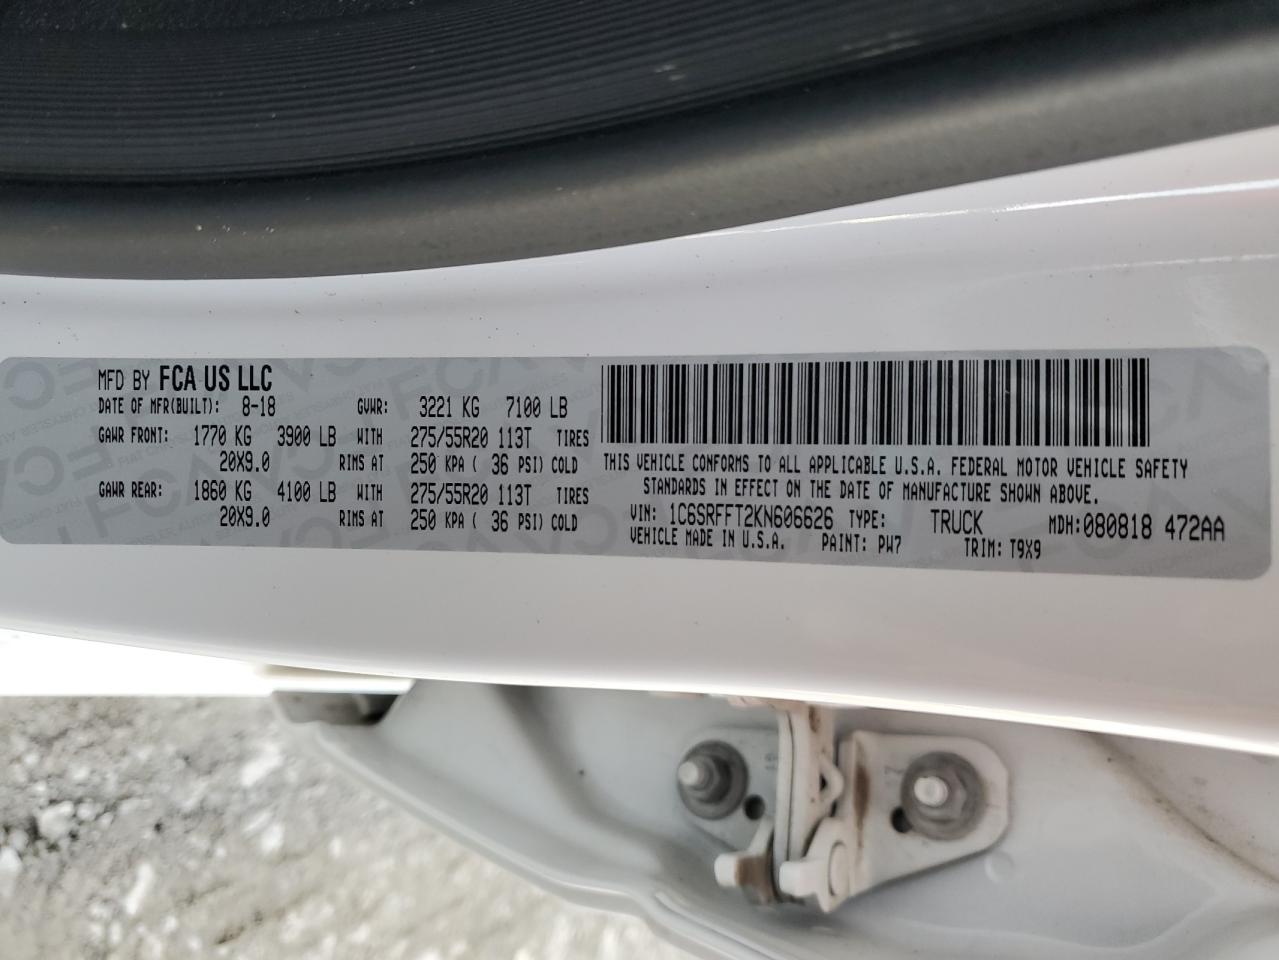 MFD BY FCA US LLC
DATE OF MFR(BUILT): 8-18 GVWR: 3221 KG 7100 LB
GAWR FRONT: 1770 KG 3900 LB WITH 275/55R20 113T TIRES
20X9.0 RIMS AT 250 KPA ( 36 PSI) COLD
GAWR REAR: 1860 KG 4100 LB WITH 275/55R20 113T TIRES
20X9.0 RIMS AT 250 KPA ( 36 PSI) COLD
THIS VEHICLE CONFORMS TO ALL APPLICABLE U.S.A. FEDERAL MOTOR VEHICLE SAFETY
STANDARDS IN EFFECT ON THE DATE OF MANUFACTURE SHOWN ABOVE.
VIN: 1C6SRFFT2KN606626 TYPE: TRUCK MDH: 080818 472AA
VEHICLE MADE IN U.S.A. PAINT: PW7 TRIM: T9X9